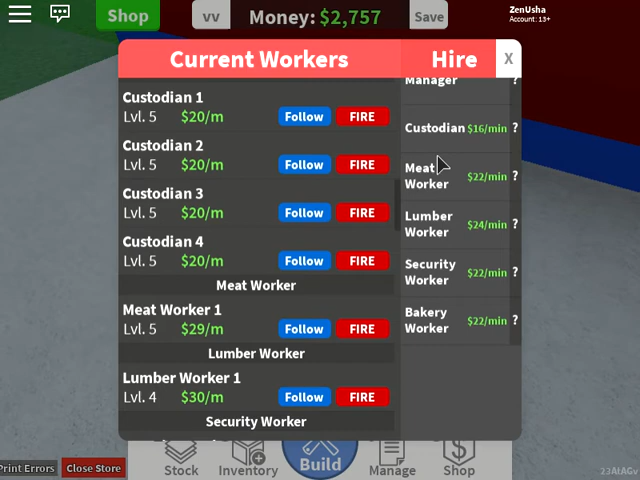 Shop
vv
Money: $2,757
Save
ZenUsha
Account: 13+
Current Workers
Hire
X
Custodian 1
Lvl. 5 $20/m Follow FIRE
Custodian 2
Lvl. 5 $20/m Follow FIRE
Custodian 3
Lvl. 5 $20/m Follow FIRE
Custodian 4
Lvl. 5 $20/m Follow FIRE
Meat Worker
Meat Worker 1
Lvl. 5 $29/m Follow FIRE
Lumber Worker
Lumber Worker 1
Lvl. 4 $30/m Follow FIRE
Security Worker
Manager ?
Custodian $16/min ?
Meat
Worker $22/min ?
Lumber
Worker $24/min ?
Security
Worker $22/min ?
Bakery
Worker $22/min ?
Print Errors
Close Store
Stock
Inventory
Build
Manage
Shop
23AtAGv